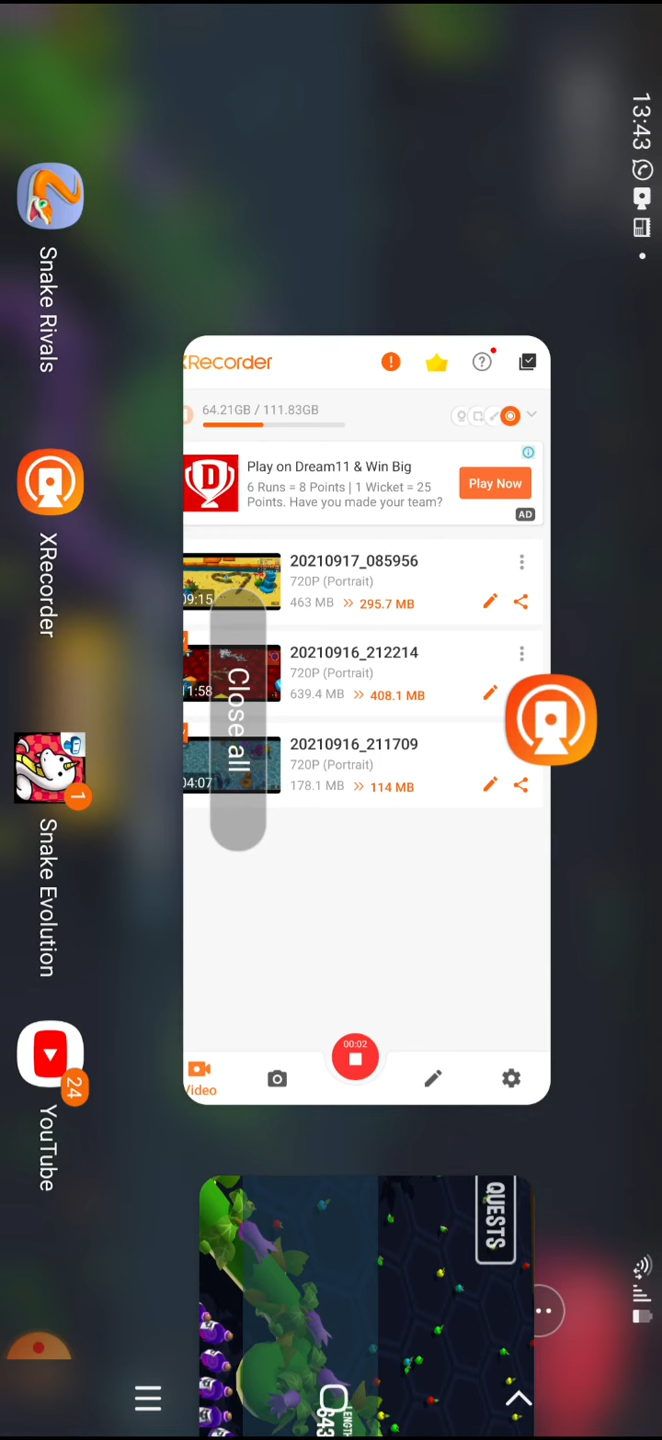 13:43
Snake Rivals
XRecorder
Snake Evolution
1
YouTube
24
XRecorder
64.21GB / 111.83GB
Play on Dream11 & Win Big
6 Runs = 8 Points | 1 Wicket = 25
Points. Have you made your team?
Play Now
AD
D
20210917_085956
720P (Portrait)
463 MB >> 295.7 MB
09:15
20210916_212214
720P (Portrait)
639.4 MB >> 408.1 MB
11:58
20210916_211709
720P (Portrait)
178.1 MB >> 114 MB
04:07
Close all
00:02
Video
QUESTS
LENGTH
643